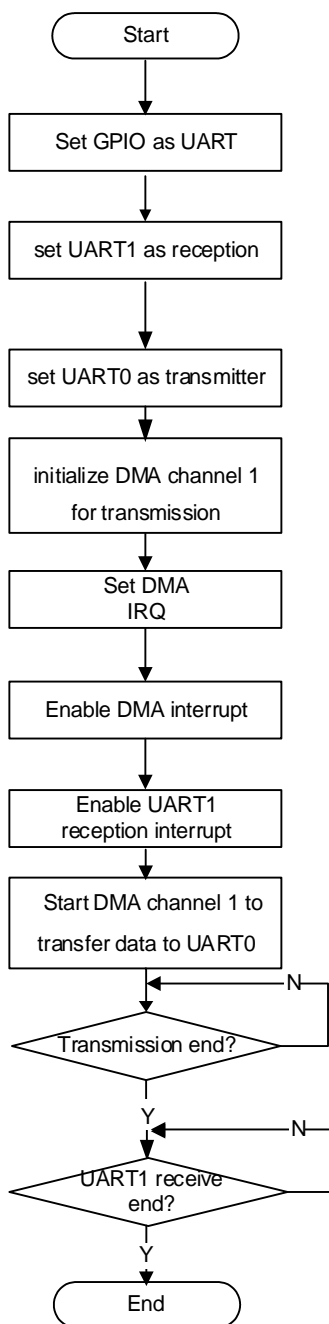 Start
Set GPIO as UART
set UART1 as reception
set UART0 as transmitter
initialize DMA channel 1
for transmission
Set DMA
IRQ
Enable DMA interrupt
Enable UART1
reception interrupt
Start DMA channel 1 to
transfer data to UART0
N
Transmission end?
Y
N
UART1 receive
end?
Y
End